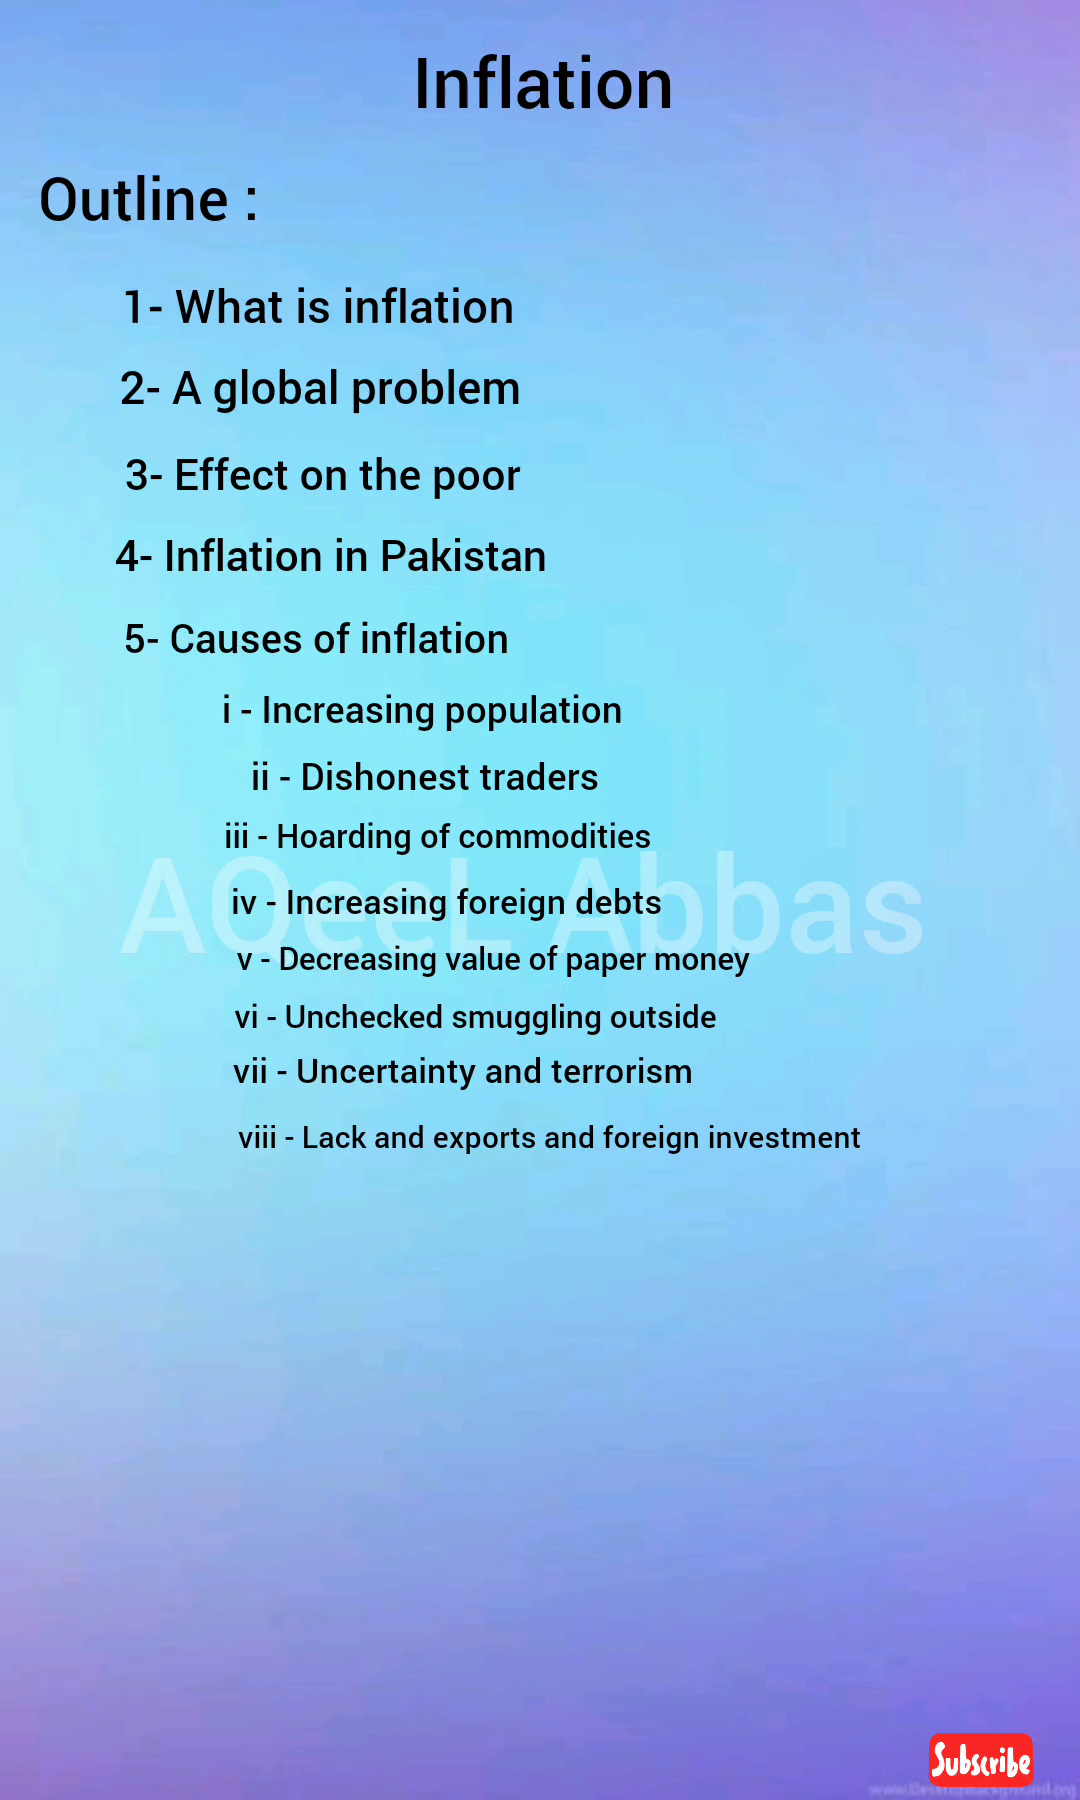 Inflation
Outline :
1- What is inflation
2- A global problem
3- Effect on the poor
4- Inflation in Pakistan
5- Causes of inflation
i - Increasing population
ii - Dishonest traders
iii - Hoarding of commodities
AQeeL Abbas
iv - Increasing foreign debts
v - Decreasing value of paper money
vi - Unchecked smuggling outside
vii - Uncertainty and terrorism
viii - Lack and exports and foreign investment
Subscribe